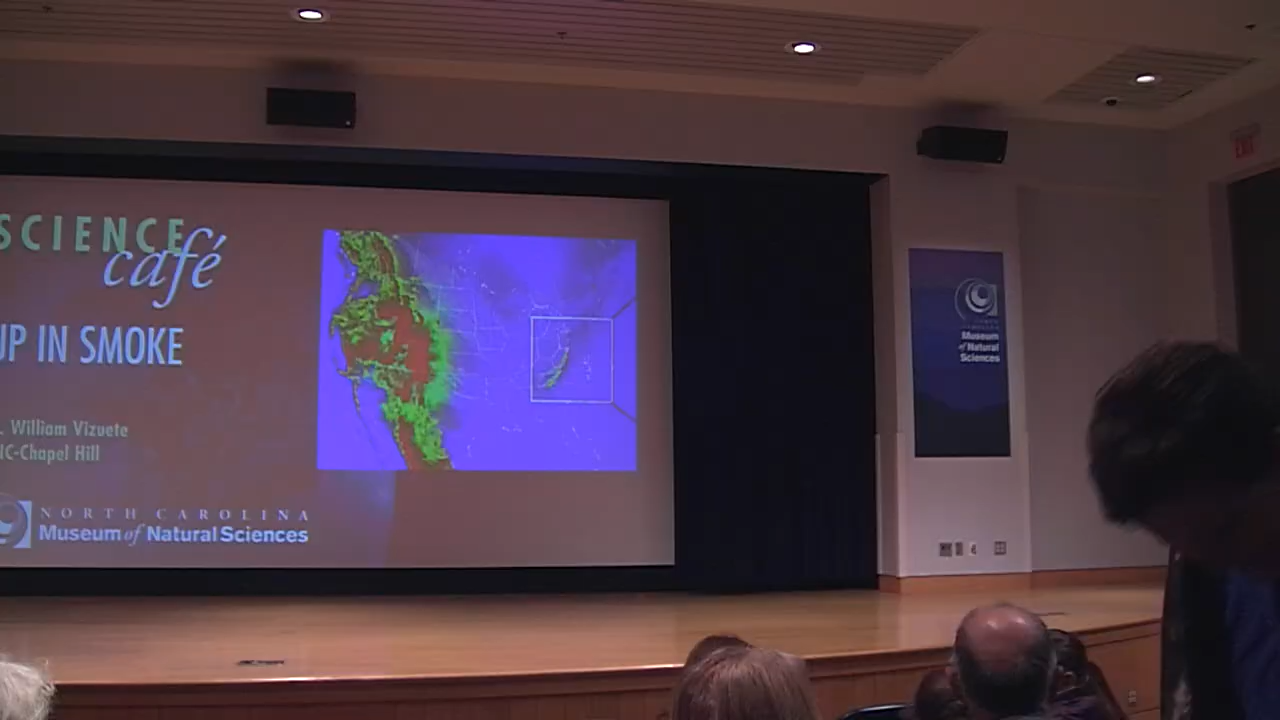 SCIENCE
café
UP IN SMOKE
. William Vizuete
NC-Chapel Hill
NORTH CAROLINA
Museum of Natural Sciences
Museum
of Natural
Sciences
EXIT